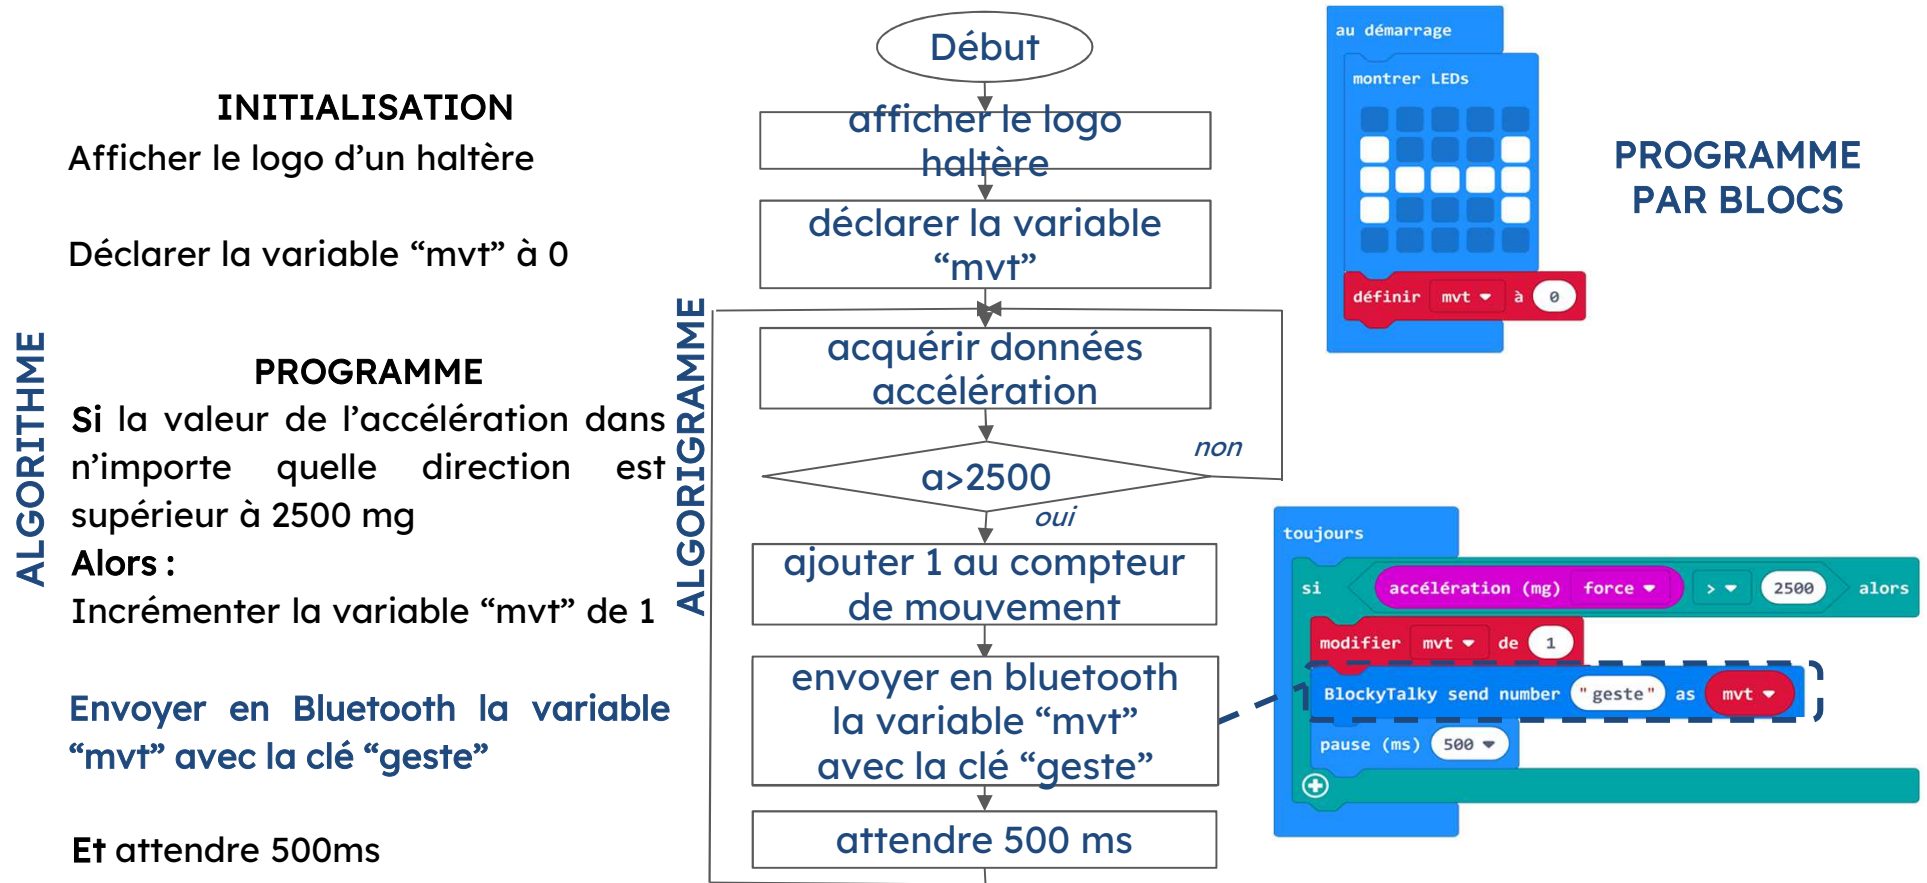 INITIALISATION
Afficher le logo d’un haltère
Déclarer la variable “mvt” à 0
ALGORITHME
PROGRAMME
Si la valeur de l’accélération dans
n’importe quelle direction est
supérieur à 2500 mg
Alors :
Incrémenter la variable “mvt” de 1
Envoyer en Bluetooth la variable
“mvt” avec la clé “geste”
Et attendre 500ms
ALGORIGRAMME
Début
afficher le logo
haltère
déclarer la variable
“mvt”
acquérir données
accélération
a>2500
non
oui
ajouter 1 au compteur
de mouvement
envoyer en bluetooth
la variable “mvt”
avec la clé “geste”
attendre 500 ms
au démarrage
montrer LEDs
définir mvt à 0
PROGRAMME
PAR BLOCS
toujours
si accélération (mg) force > 2500 alors
modifier mvt de 1
BlockyTalky send number "geste" as mvt
pause (ms) 500